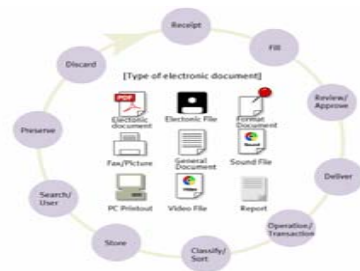 Receipt
Fill
Review/
Approve
Deliver
Operation/
Transaction
Classify/
Sort
Store
Search/
User
Preserve
Discard
[Type of electronic document]
PDF
Electonic
document
Electonic File
Format
Document
Fax/Picture
General
Document
Sound
Sound File
PC Printout
Video File
Report